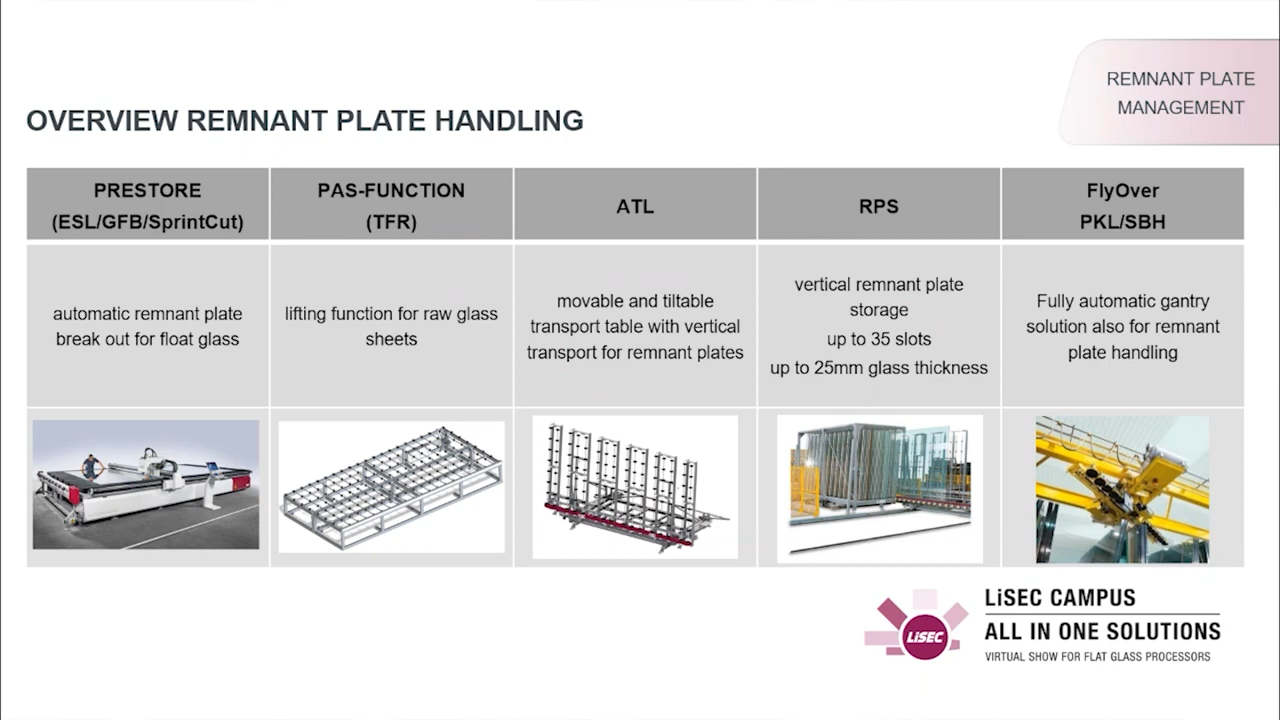 REMNANT PLATE
MANAGEMENT
OVERVIEW REMNANT PLATE HANDLING
PRESTORE
(ESL/GFB/SprintCut)
PAS-FUNCTION
(TFR)
ATL
RPS
FlyOver
PKL/SBH
automatic remnant plate
break out for float glass
lifting function for raw glass
sheets
movable and tiltable
transport table with vertical
transport for remnant plates
vertical remnant plate
storage
up to 35 slots
up to 25mm glass thickness
Fully automatic gantry
solution also for remnant
plate handling
LiSEC
LiSEC CAMPUS
ALL IN ONE SOLUTIONS
VIRTUAL SHOW FOR FLAT GLASS PROCESSORS